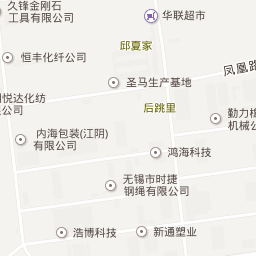 久锋金刚石
工具有限公司
华联超市
邱夏家
恒丰化纤公司
凤凰路
圣马生产基地
后跳里
悦达化纺
限公司
勤力
机械公
内海包装(江阴)
有限公司
鸿海科技
无锡市时捷
钢绳有限公司
浩博科技
新通塑业